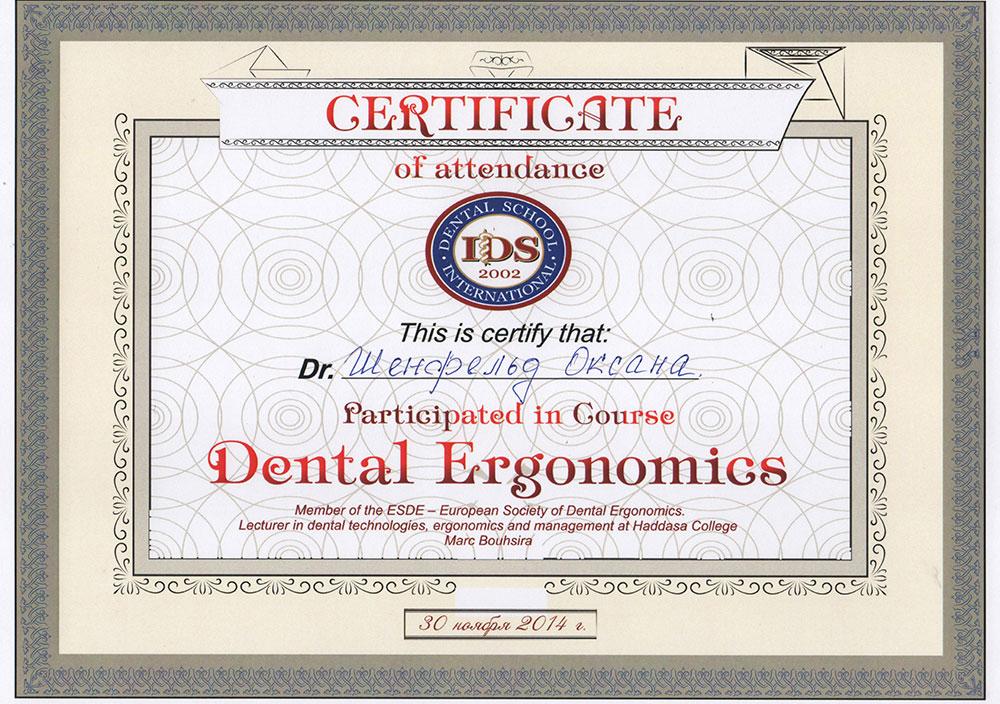 CERTIFICATE
of attendance
DENTAL SCHOOL
IDS
2002
INTERNATIONAL
This is certify that:
Dr. Шенфельд Оксана.
Participated in Course
Dental Ergonomics
Member of the ESDE – European Society of Dental Ergonomics.
Lecturer in dental technologies, ergonomics and management at Haddasa College
Marc Bouhsira
30 ноября 2014 г.